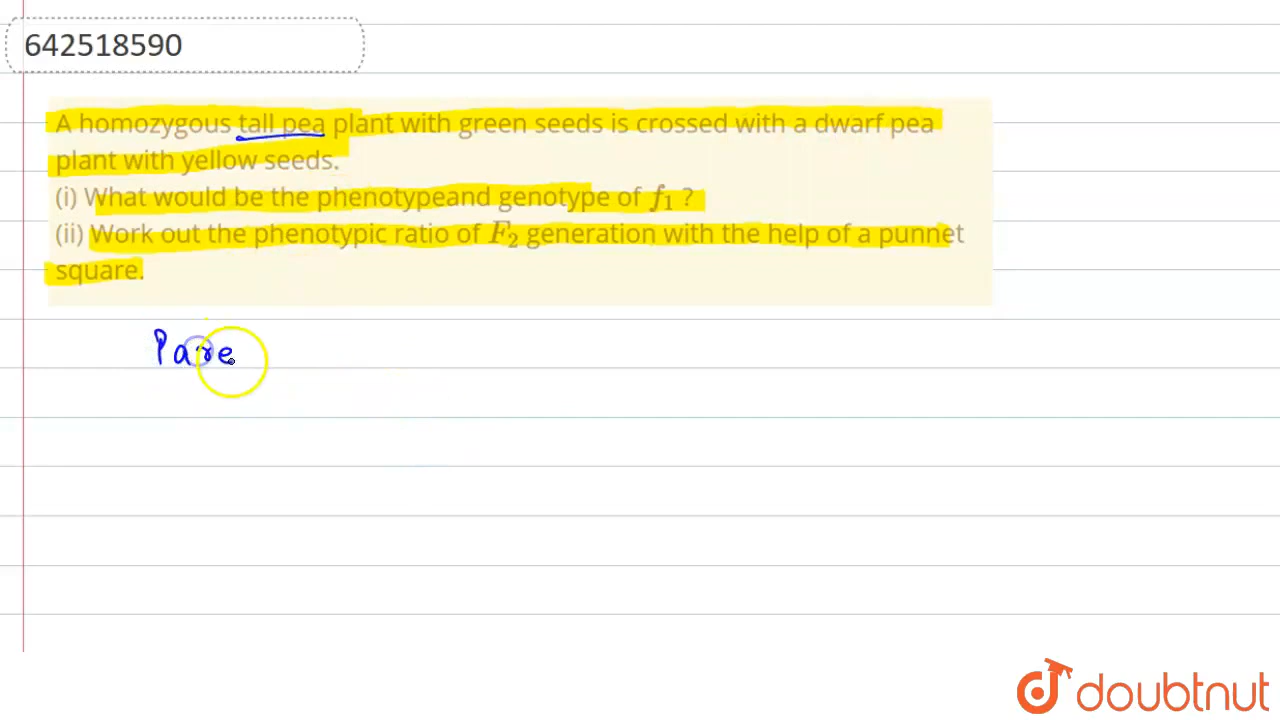 642518590
A homozygous tall pea plant with green seeds is crossed with a dwarf pea
plant with yellow seeds.
(i) What would be the phenotypeand genotype of f₁ ?
(ii) Work out the phenotypic ratio of F₂ generation with the help of a punnet
square.
Pare
doubtnut